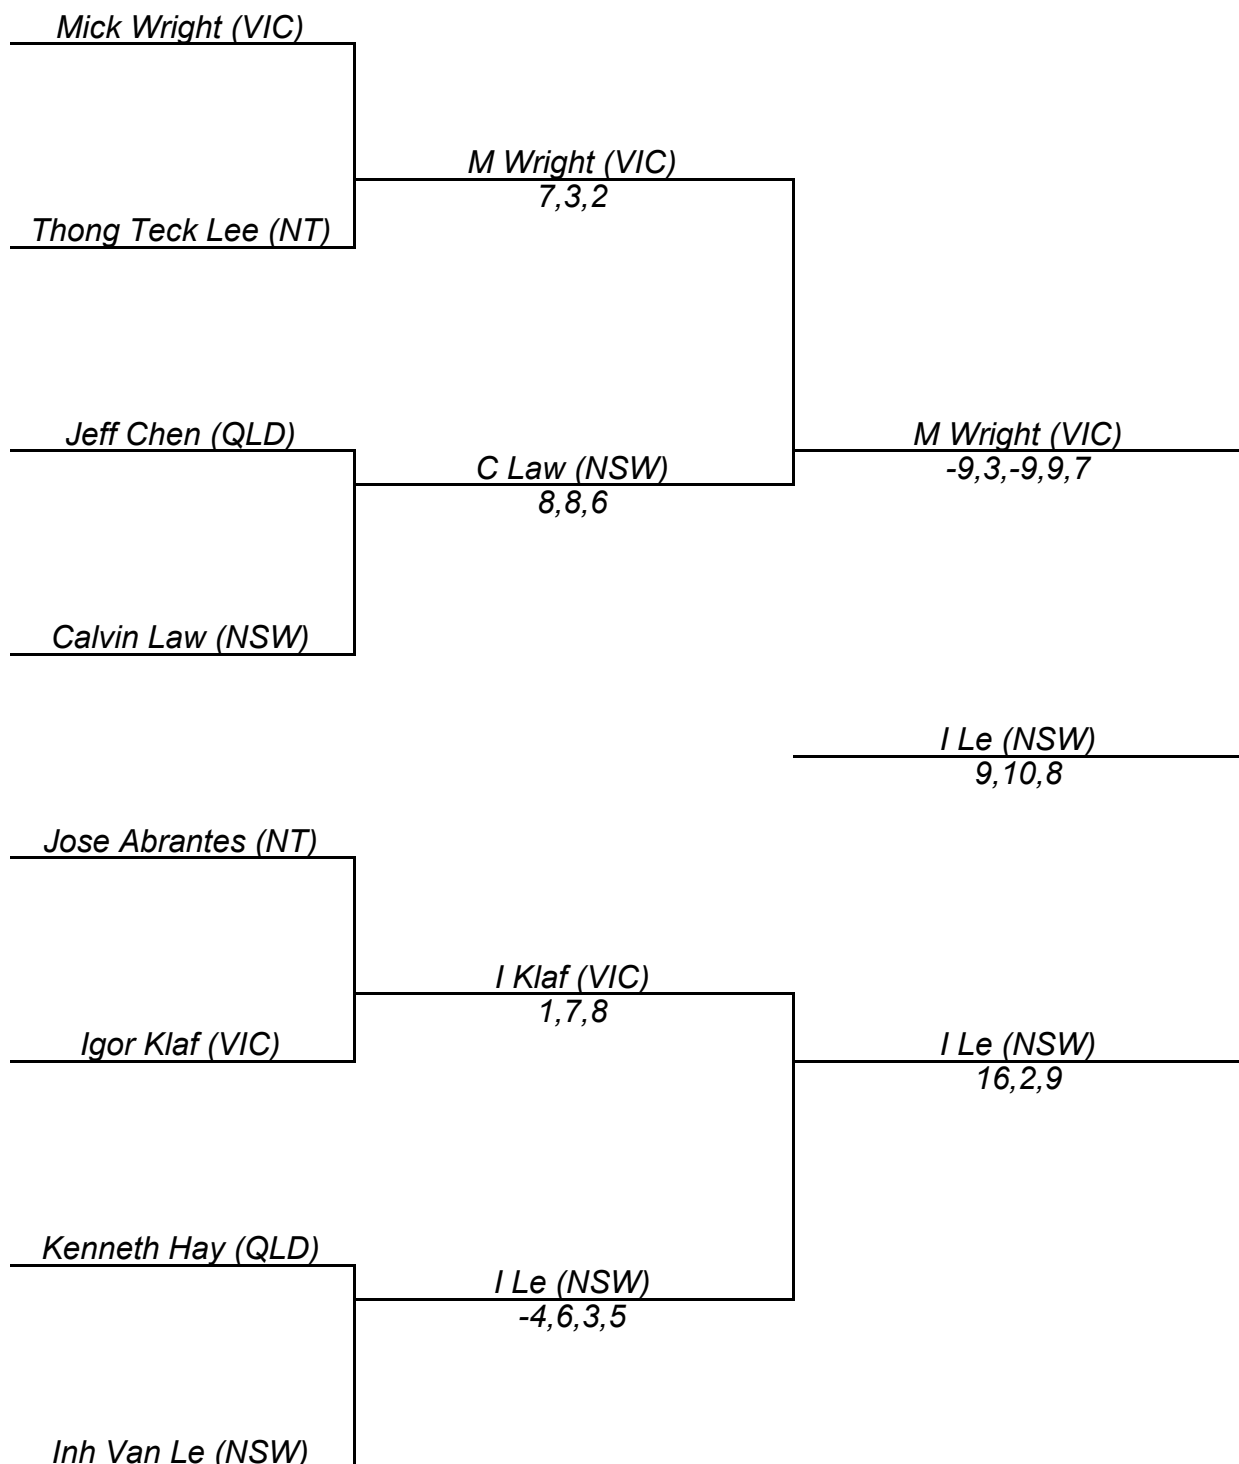 Mick Wright (VIC)
M Wright (VIC)
7,3,2
Thong Teck Lee (NT)
Jeff Chen (QLD)
M Wright (VIC)
-9,3,-9,9,7
C Law (NSW)
8,8,6
Calvin Law (NSW)
I Le (NSW)
9,10,8
Jose Abrantes (NT)
I Klaf (VIC)
1,7,8
Igor Klaf (VIC)
I Le (NSW)
16,2,9
Kenneth Hay (QLD)
I Le (NSW)
-4,6,3,5
Inh Van Le (NSW)